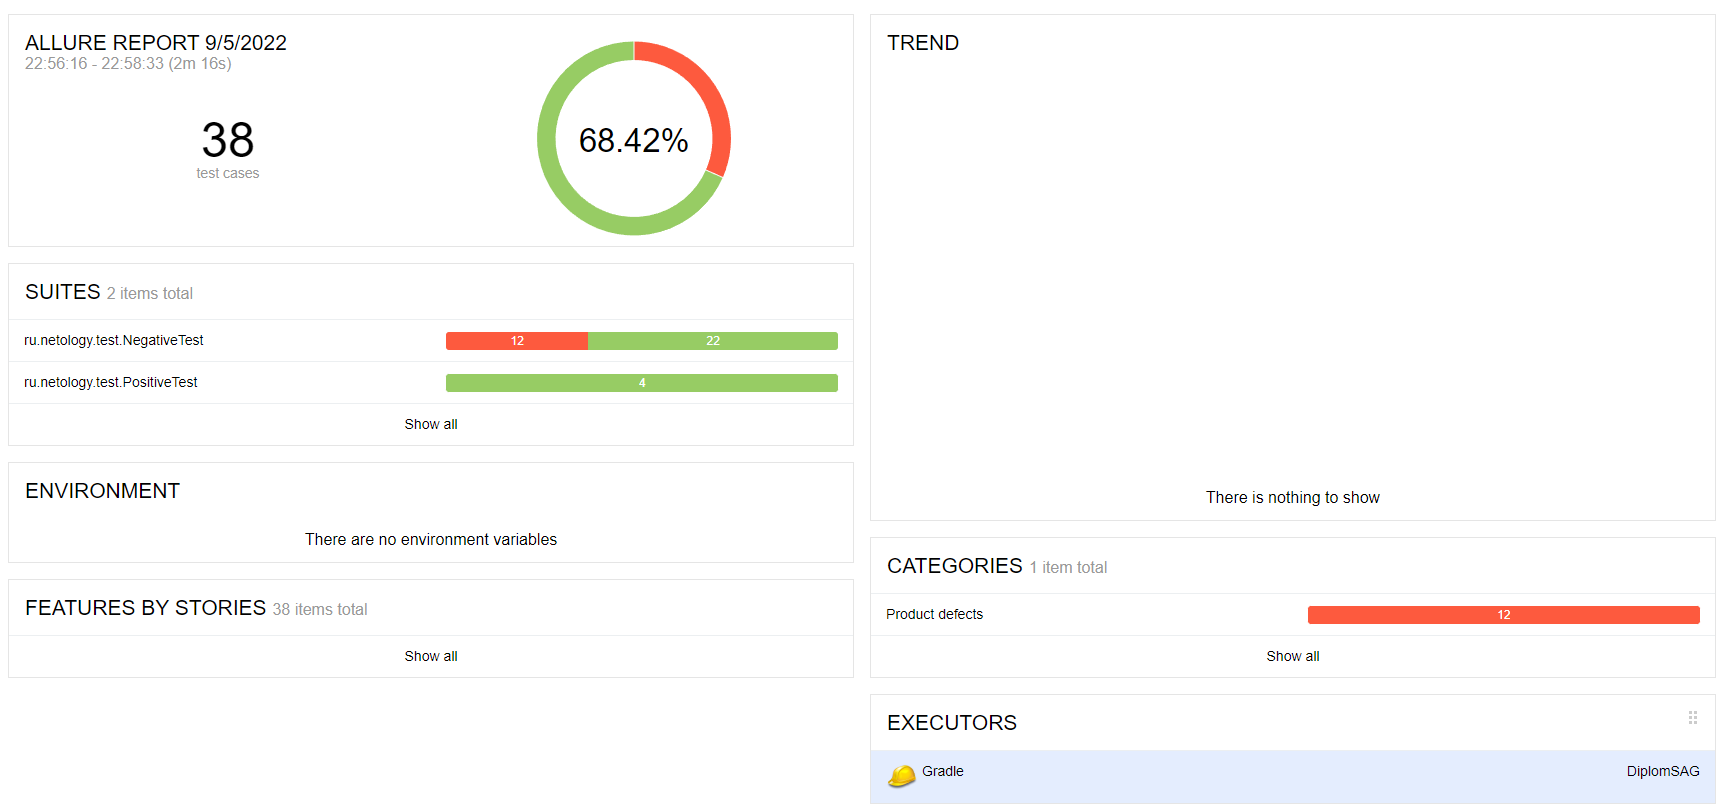 ALLURE REPORT 9/5/2022
22:56:16 - 22:58:33 (2m 16s)
38
test cases
68.42%
SUITES 2 items total
ru.netology.test.NegativeTest 12 22
ru.netology.test.PositiveTest 4
Show all
ENVIRONMENT
There are no environment variables
FEATURES BY STORIES 38 items total
Show all
TREND
There is nothing to show
CATEGORIES 1 item total
Product defects 12
Show all
EXECUTORS
Gradle DiplomSAG